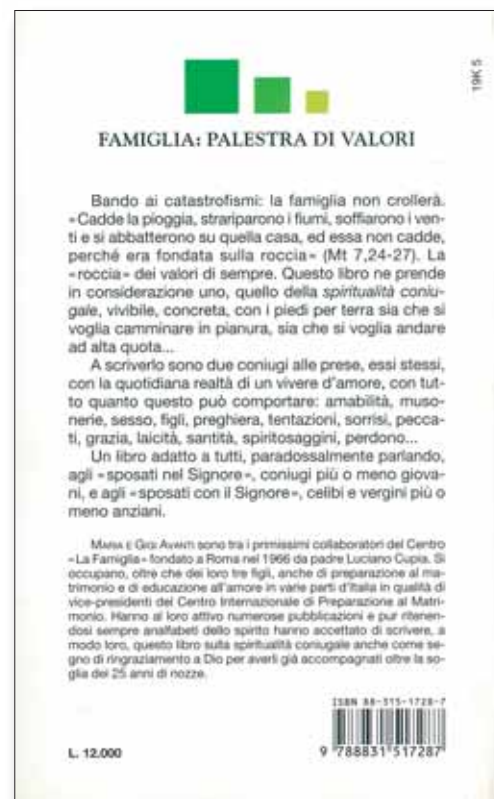 19K 5
FAMIGLIA: PALESTRA DI VALORI
Bando ai catastrofismi: la famiglia non crollerà.
«Cadde la pioggia, strariparono i fiumi, soffiarono i ven-
ti e si abbatterono su quella casa, ed essa non cadde,
perché era fondata sulla roccia» (Mt 7,24-27). La
«roccia» dei valori di sempre. Questo libro ne prende
in considerazione uno, quello della spiritualità coniu-
gale, vivibile, concreta, con i piedi per terra sia che si
voglia camminare in pianura, sia che si voglia andare
ad alta quota...
A scriverlo sono due coniugi alle prese, essi stessi,
con la quotidiana realtà di un vivere d'amore, con tut-
to quanto questo può comportare: amabilità, muso-
nerie, sesso, figli, preghiera, tentazioni, sorrisi, pecca-
ti, grazia, laicità, santità, spiritosaggini, perdono...
Un libro adatto a tutti, paradossalmente parlando,
agli «sposati nel Signore», coniugi più o meno giova-
ni, e agli «sposati con il Signore», celibi e vergini più o
meno anziani.
MARIA E GIGI AVANTI sono tra i primissimi collaboratori del Centro
«La Famiglia» fondato a Roma nel 1966 da padre Luciano Cupia. Si
occupano, oltre che dei loro tre figli, anche di preparazione al ma-
trimonio e di educazione all'amore in varie parti d'Italia in qualità di
vice-presidenti del Centro Internazionale di Preparazione al Matri-
monio. Hanno al loro attivo numerose pubblicazioni e pur ritenen-
dosi sempre analfabeti dello spirito hanno accettato di scrivere, a
modo loro, questo libro sulla spiritualità coniugale anche come se-
gno di ringraziamento a Dio per averli già accompagnati oltre la so-
glia dei 25 anni di nozze.
ISBN 88-315-1728-7
L. 12.000
9 788831 517287